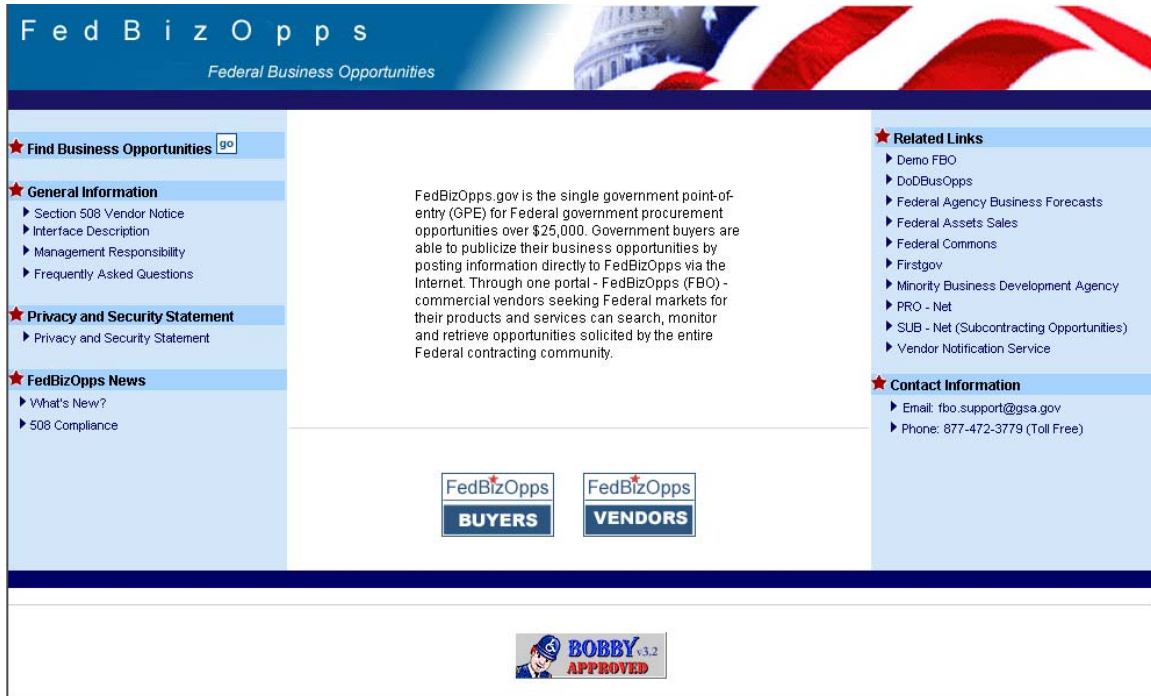 FedBizOpps
Federal Business Opportunities
Find Business Opportunities go
General Information
Section 508 Vendor Notice
Interface Description
Management Responsibility
Frequently Asked Questions
Privacy and Security Statement
Privacy and Security Statement
FedBizOpps News
What's New?
508 Compliance
FedBizOpps.gov is the single government point-of-
entry (GPE) for Federal government procurement
opportunities over $25,000. Government buyers are
able to publicize their business opportunities by
posting information directly to FedBizOpps via the
Internet. Through one portal - FedBizOpps (FBO) -
commercial vendors seeking Federal markets for
their products and services can search, monitor
and retrieve opportunities solicited by the entire
Federal contracting community.
FedBizOpps
BUYERS
FedBizOpps
VENDORS
Related Links
Demo FBO
DoDBusOpps
Federal Agency Business Forecasts
Federal Assets Sales
Federal Commons
Firstgov
Minority Business Development Agency
PRO - Net
SUB - Net (Subcontracting Opportunities)
Vendor Notification Service
Contact Information
Email: fbo.support@gsa.gov
Phone: 877-472-3779 (Toll Free)
BOBBY v3.2
APPROVED